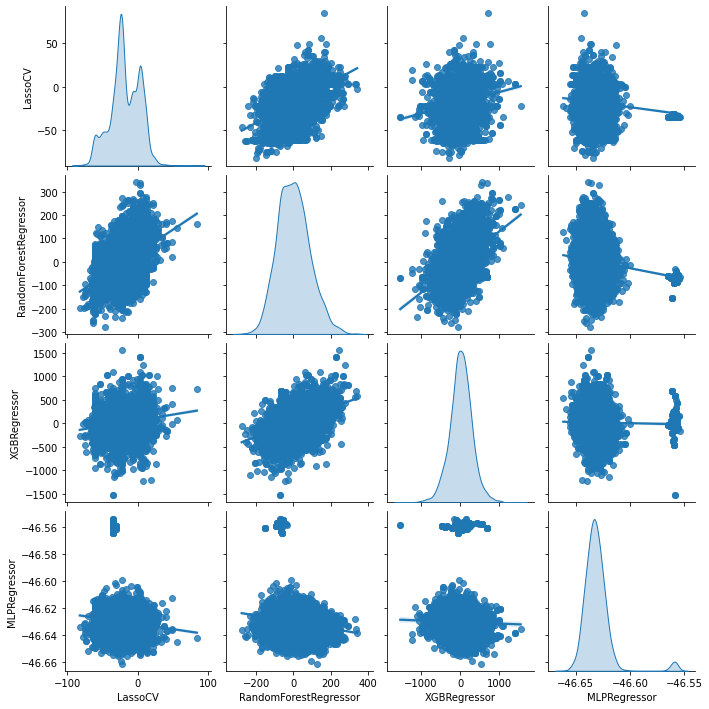 50
0
−50
LassoCV
300
200
100
0
−100
−200
−300
RandomForestRegressor
1500
1000
500
0
−500
−1000
−1500
XGBRegressor
−46.56
−46.58
−46.60
−46.62
−46.64
−46.66
MLPRegressor
−100 0 100
LassoCV
−200 0 200 400
RandomForestRegressor
−1000 0 1000
XGBRegressor
−46.65 −46.60 −46.55
MLPRegressor